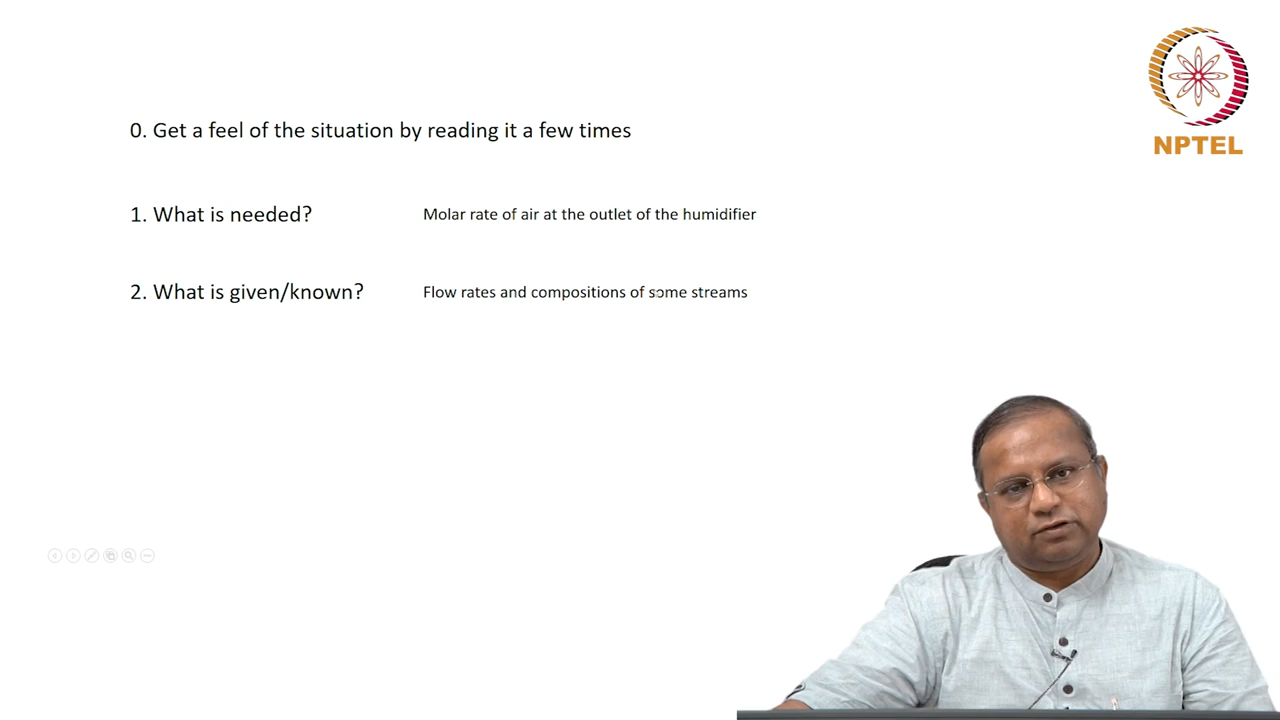 NPTEL
0. Get a feel of the situation by reading it a few times
1. What is needed? Molar rate of air at the outlet of the humidifier
2. What is given/known? Flow rates and compositions of some streams